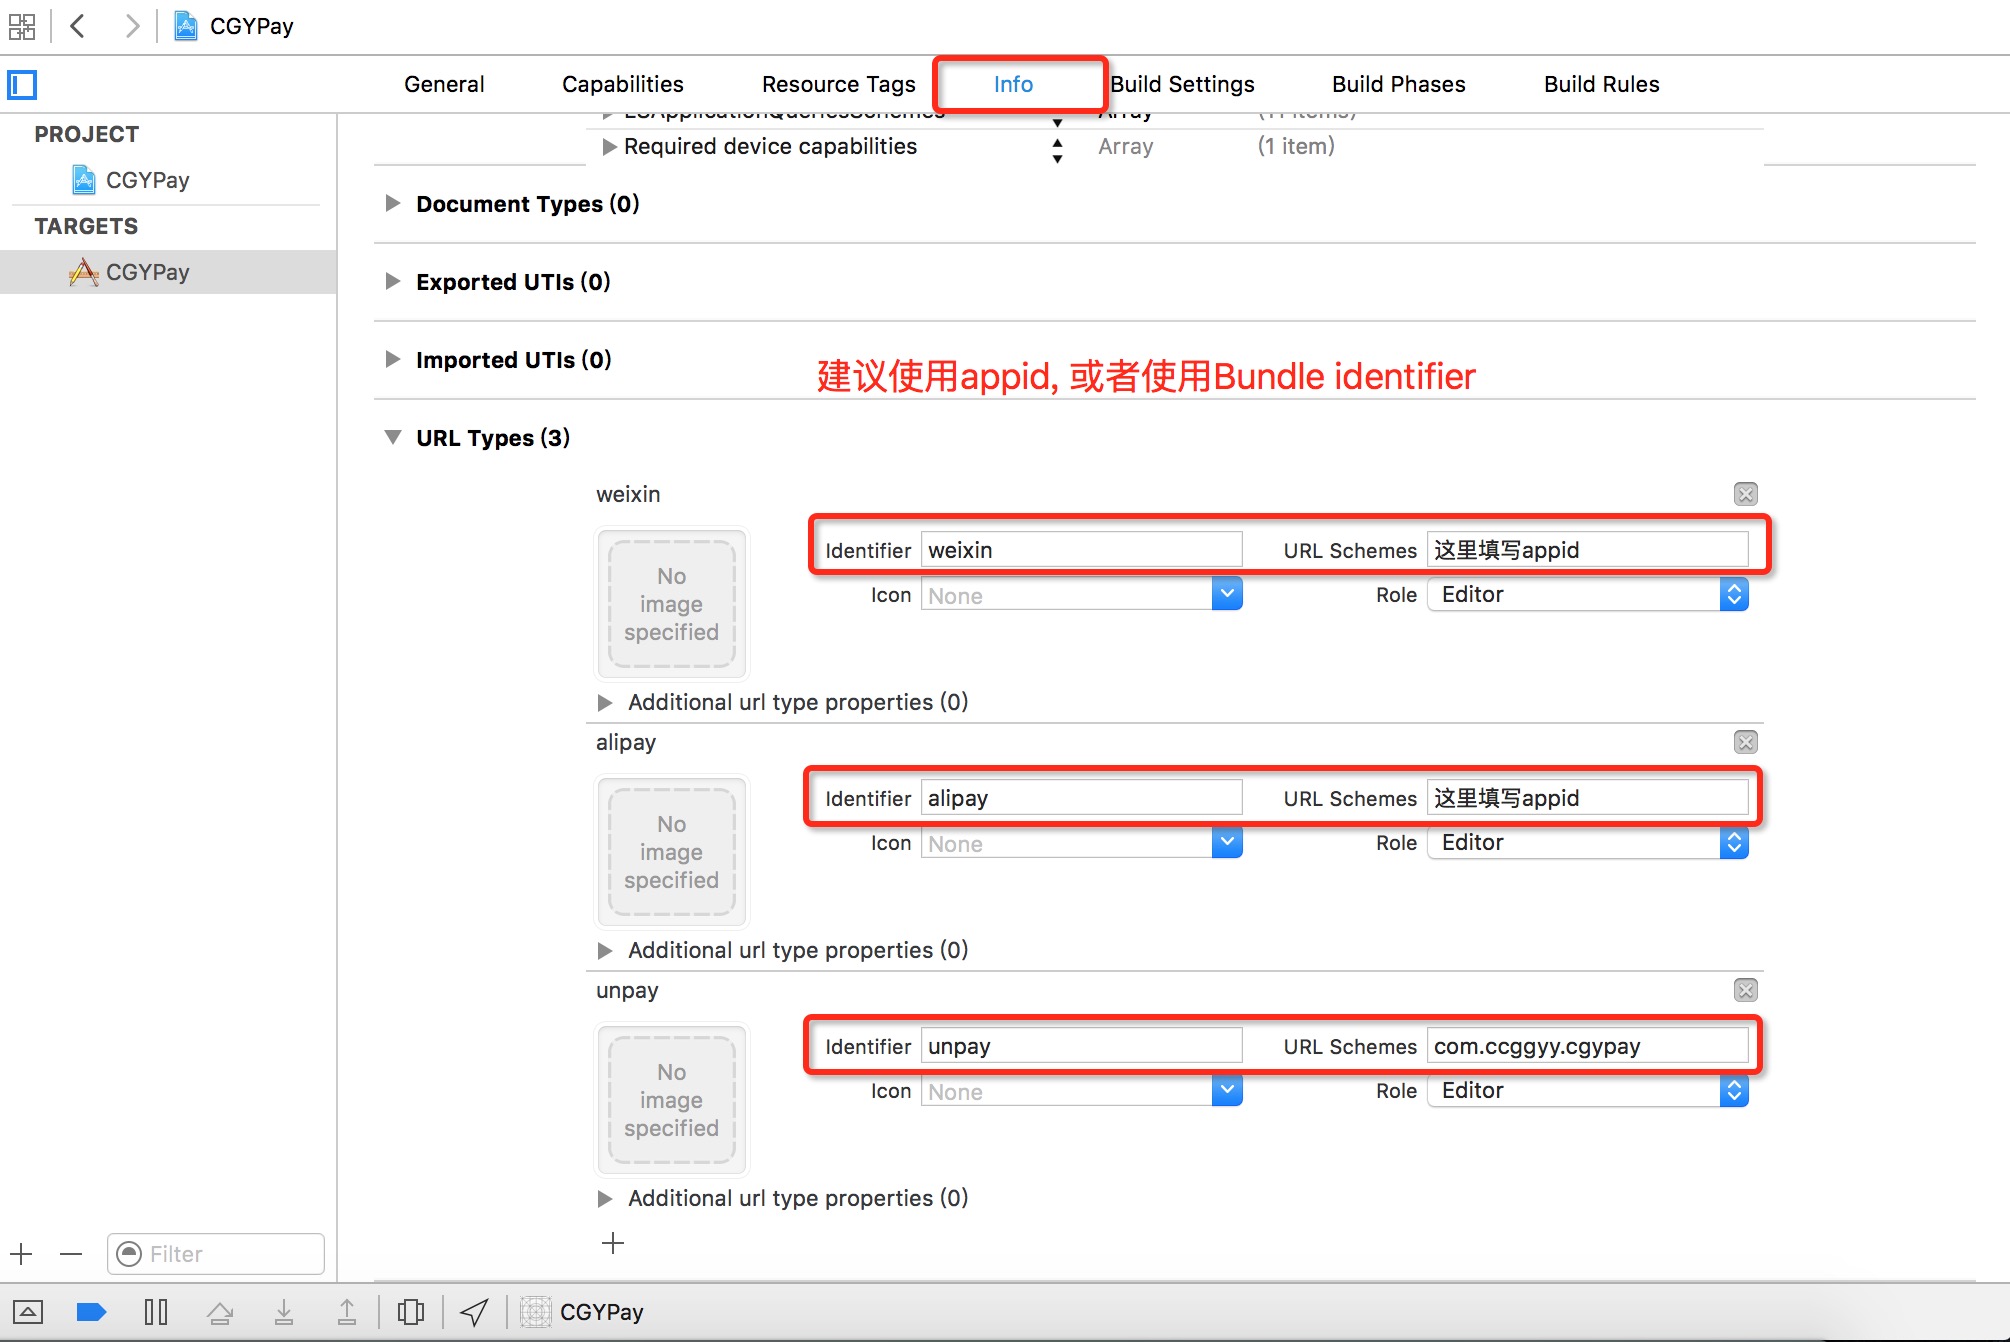 CGYPay
General Capabilities Resource Tags Info Build Settings Build Phases Build Rules
PROJECT
CGYPay
TARGETS
CGYPay
LSApplicationQueriesSchemes Array (11 items)
Required device capabilities Array (1 item)
Document Types (0)
Exported UTIs (0)
Imported UTIs (0)
建议使用appid, 或者使用Bundle identifier
URL Types (3)
weixin
No
image
specified
Identifier weixin URL Schemes 这里填写appid
Icon None Role Editor
Additional url type properties (0)
alipay
No
image
specified
Identifier alipay URL Schemes 这里填写appid
Icon None Role Editor
Additional url type properties (0)
unpay
No
image
specified
Identifier unpay URL Schemes com.ccggyy.cgypay
Icon None Role Editor
Additional url type properties (0)
Filter
CGYPay